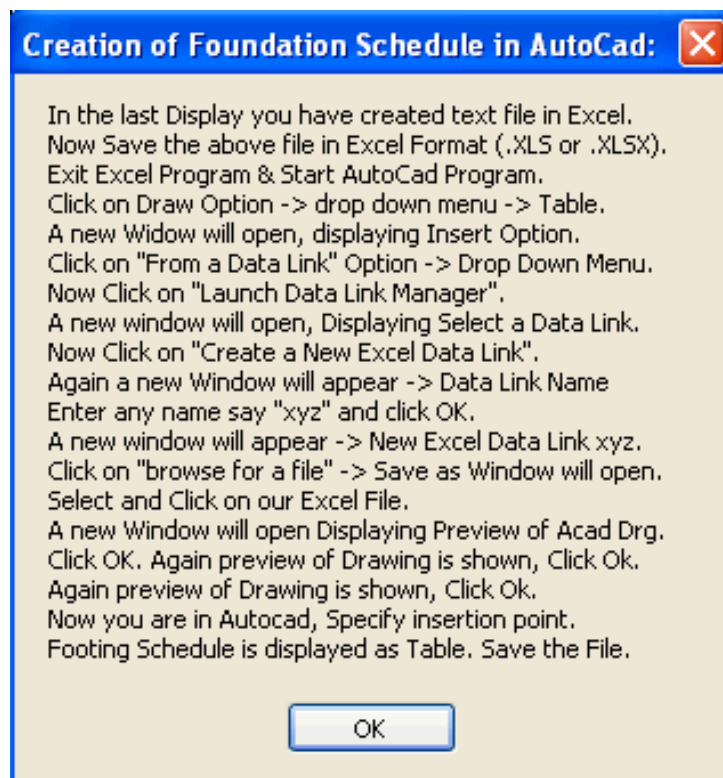 Creation of Foundation Schedule in AutoCad:
In the last Display you have created text file in Excel.
Now Save the above file in Excel Format (.XLS or .XLSX).
Exit Excel Program & Start AutoCad Program.
Click on Draw Option -> drop down menu -> Table.
A new Widow will open, displaying Insert Option.
Click on "From a Data Link" Option -> Drop Down Menu.
Now Click on "Launch Data Link Manager".
A new window will open, Displaying Select a Data Link.
Now Click on "Create a New Excel Data Link".
Again a new Window will appear -> Data Link Name
Enter any name say "xyz" and click OK.
A new window will appear -> New Excel Data Link xyz.
Click on "browse for a file" -> Save as Window will open.
Select and Click on our Excel File.
A new Window will open Displaying Preview of Acad Drg.
Click OK. Again preview of Drawing is shown, Click Ok.
Again preview of Drawing is shown, Click Ok.
Now you are in Autocad, Specify insertion point.
Footing Schedule is displayed as Table. Save the File.
OK